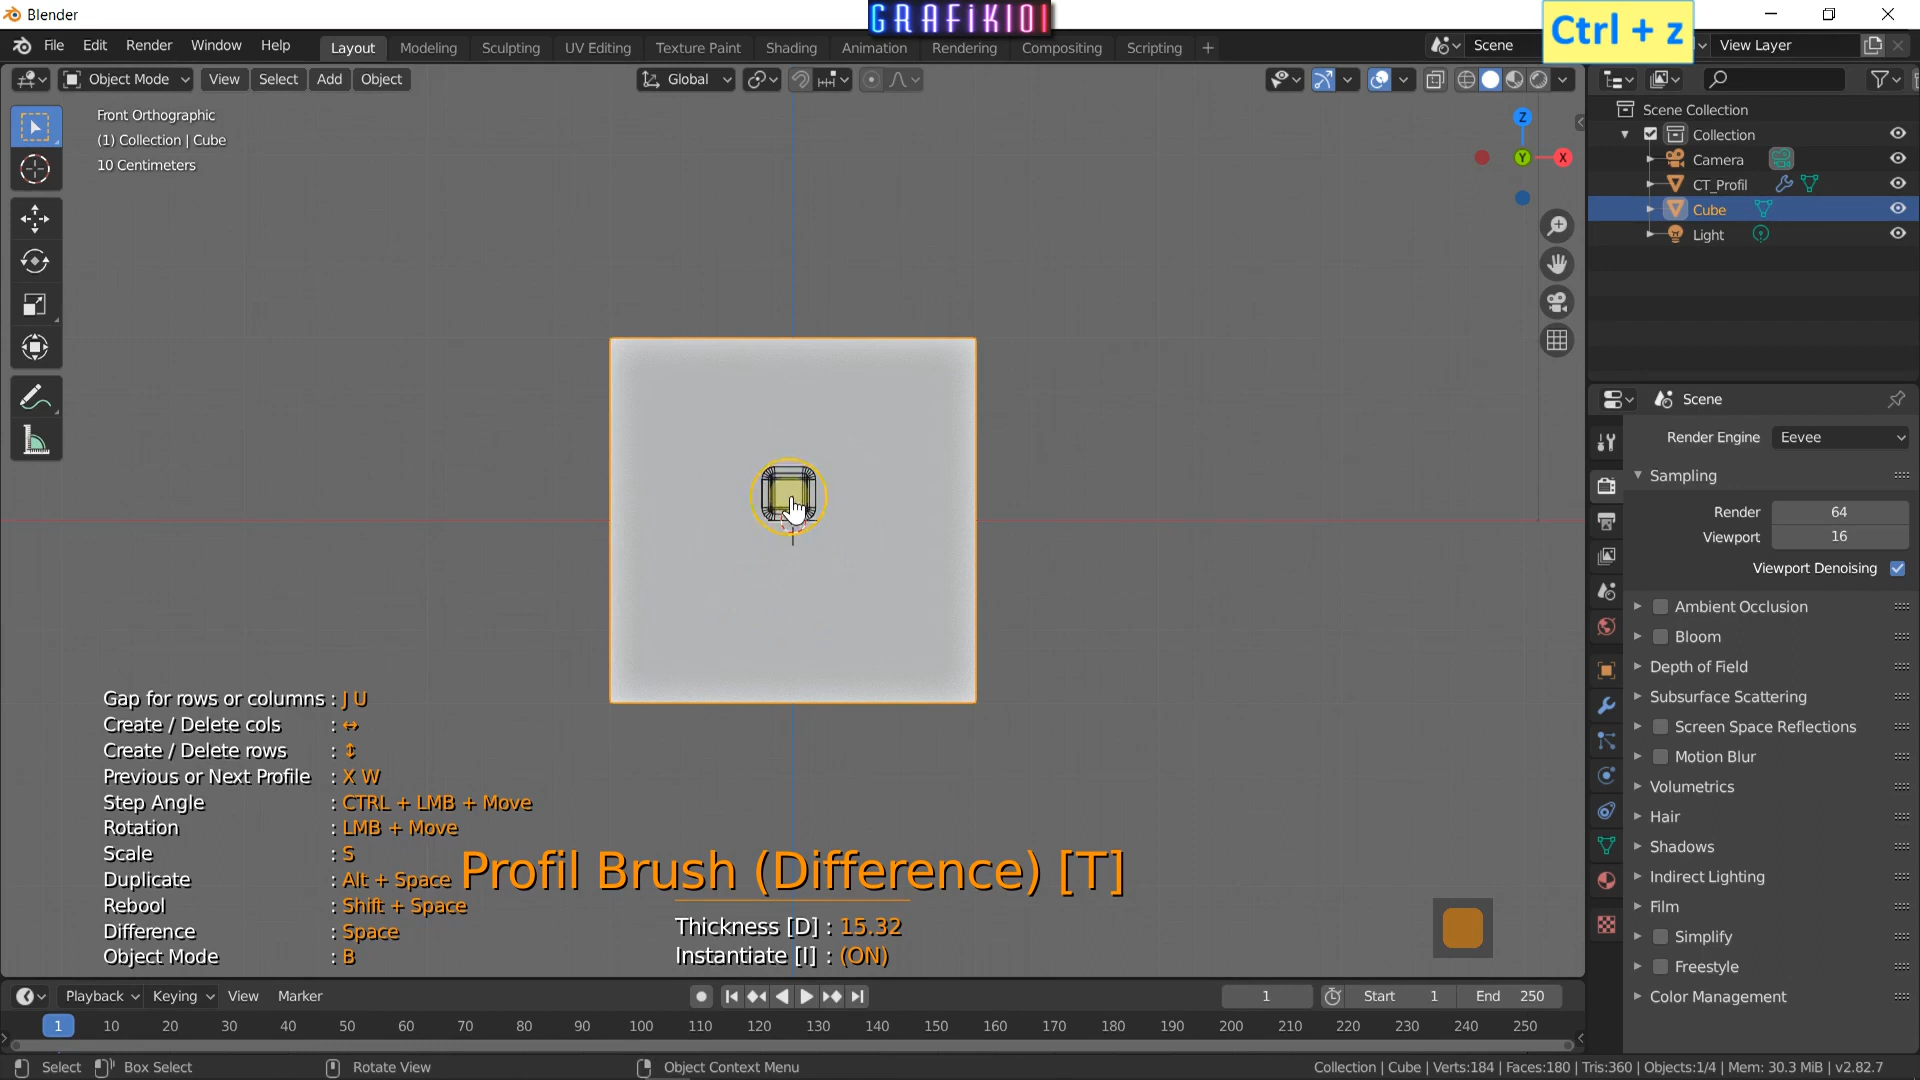 Blender
GRAFiK101
Ctrl + z
File Edit Render Window Help
Layout Modeling Sculpting UV Editing Texture Paint Shading Animation Rendering Compositing Scripting +
Scene
View Layer
Object Mode View Select Add Object
Global
Front Orthographic
(1) Collection | Cube
10 Centimeters
Z
Y
X
Scene Collection
Collection
Camera
CT_Profil
Cube
Light
Scene
Render Engine Eevee
Sampling
Render 64
Viewport 16
Viewport Denoising
Ambient Occlusion
Bloom
Depth of Field
Subsurface Scattering
Screen Space Reflections
Motion Blur
Volumetrics
Hair
Shadows
Indirect Lighting
Film
Simplify
Freestyle
Color Management
Gap for rows or columns : J U
Create / Delete cols : ↔
Create / Delete rows : ↕
Previous or Next Profile : X W
Step Angle : CTRL + LMB + Move
Rotation : LMB + Move
Scale : S
Duplicate : Alt + Space
Rebool : Shift + Space
Difference : Space
Object Mode : B
Profil Brush (Difference) [T]
Thickness [D] : 15.32
Instantiate [I] : (ON)
Playback Keying View Marker
1 Start 1 End 250
1 10 20 30 40 50 60 70 80 90 100 110 120 130 140 150 160 170 180 190 200 210 220 230 240 250
Select Box Select Rotate View Object Context Menu
Collection | Cube | Verts:184 | Faces:180 | Tris:360 | Objects:1/4 | Mem: 30.3 MiB | v2.82.7